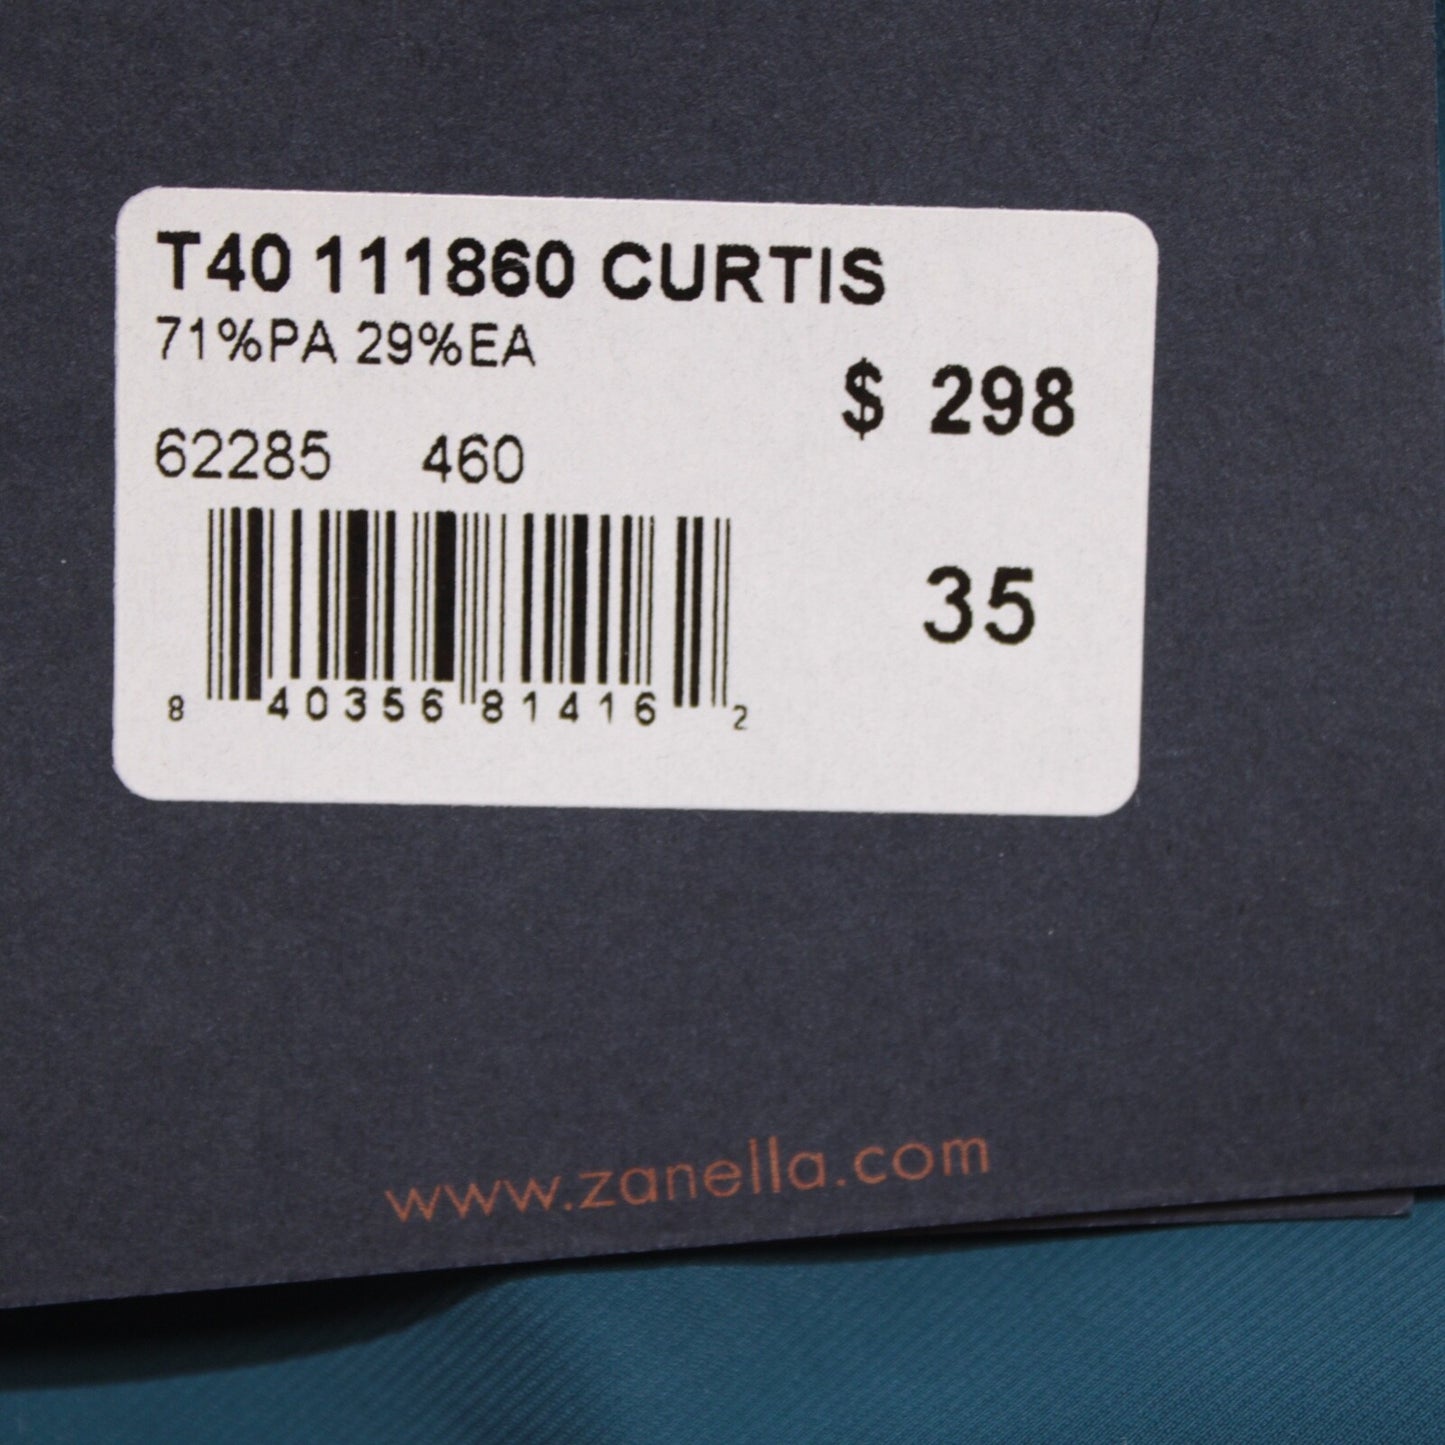 T40 111860 CURTIS
71%PA 29%EA
$ 298
62285 460
35
8 40356 81416 2
www.zanella.com